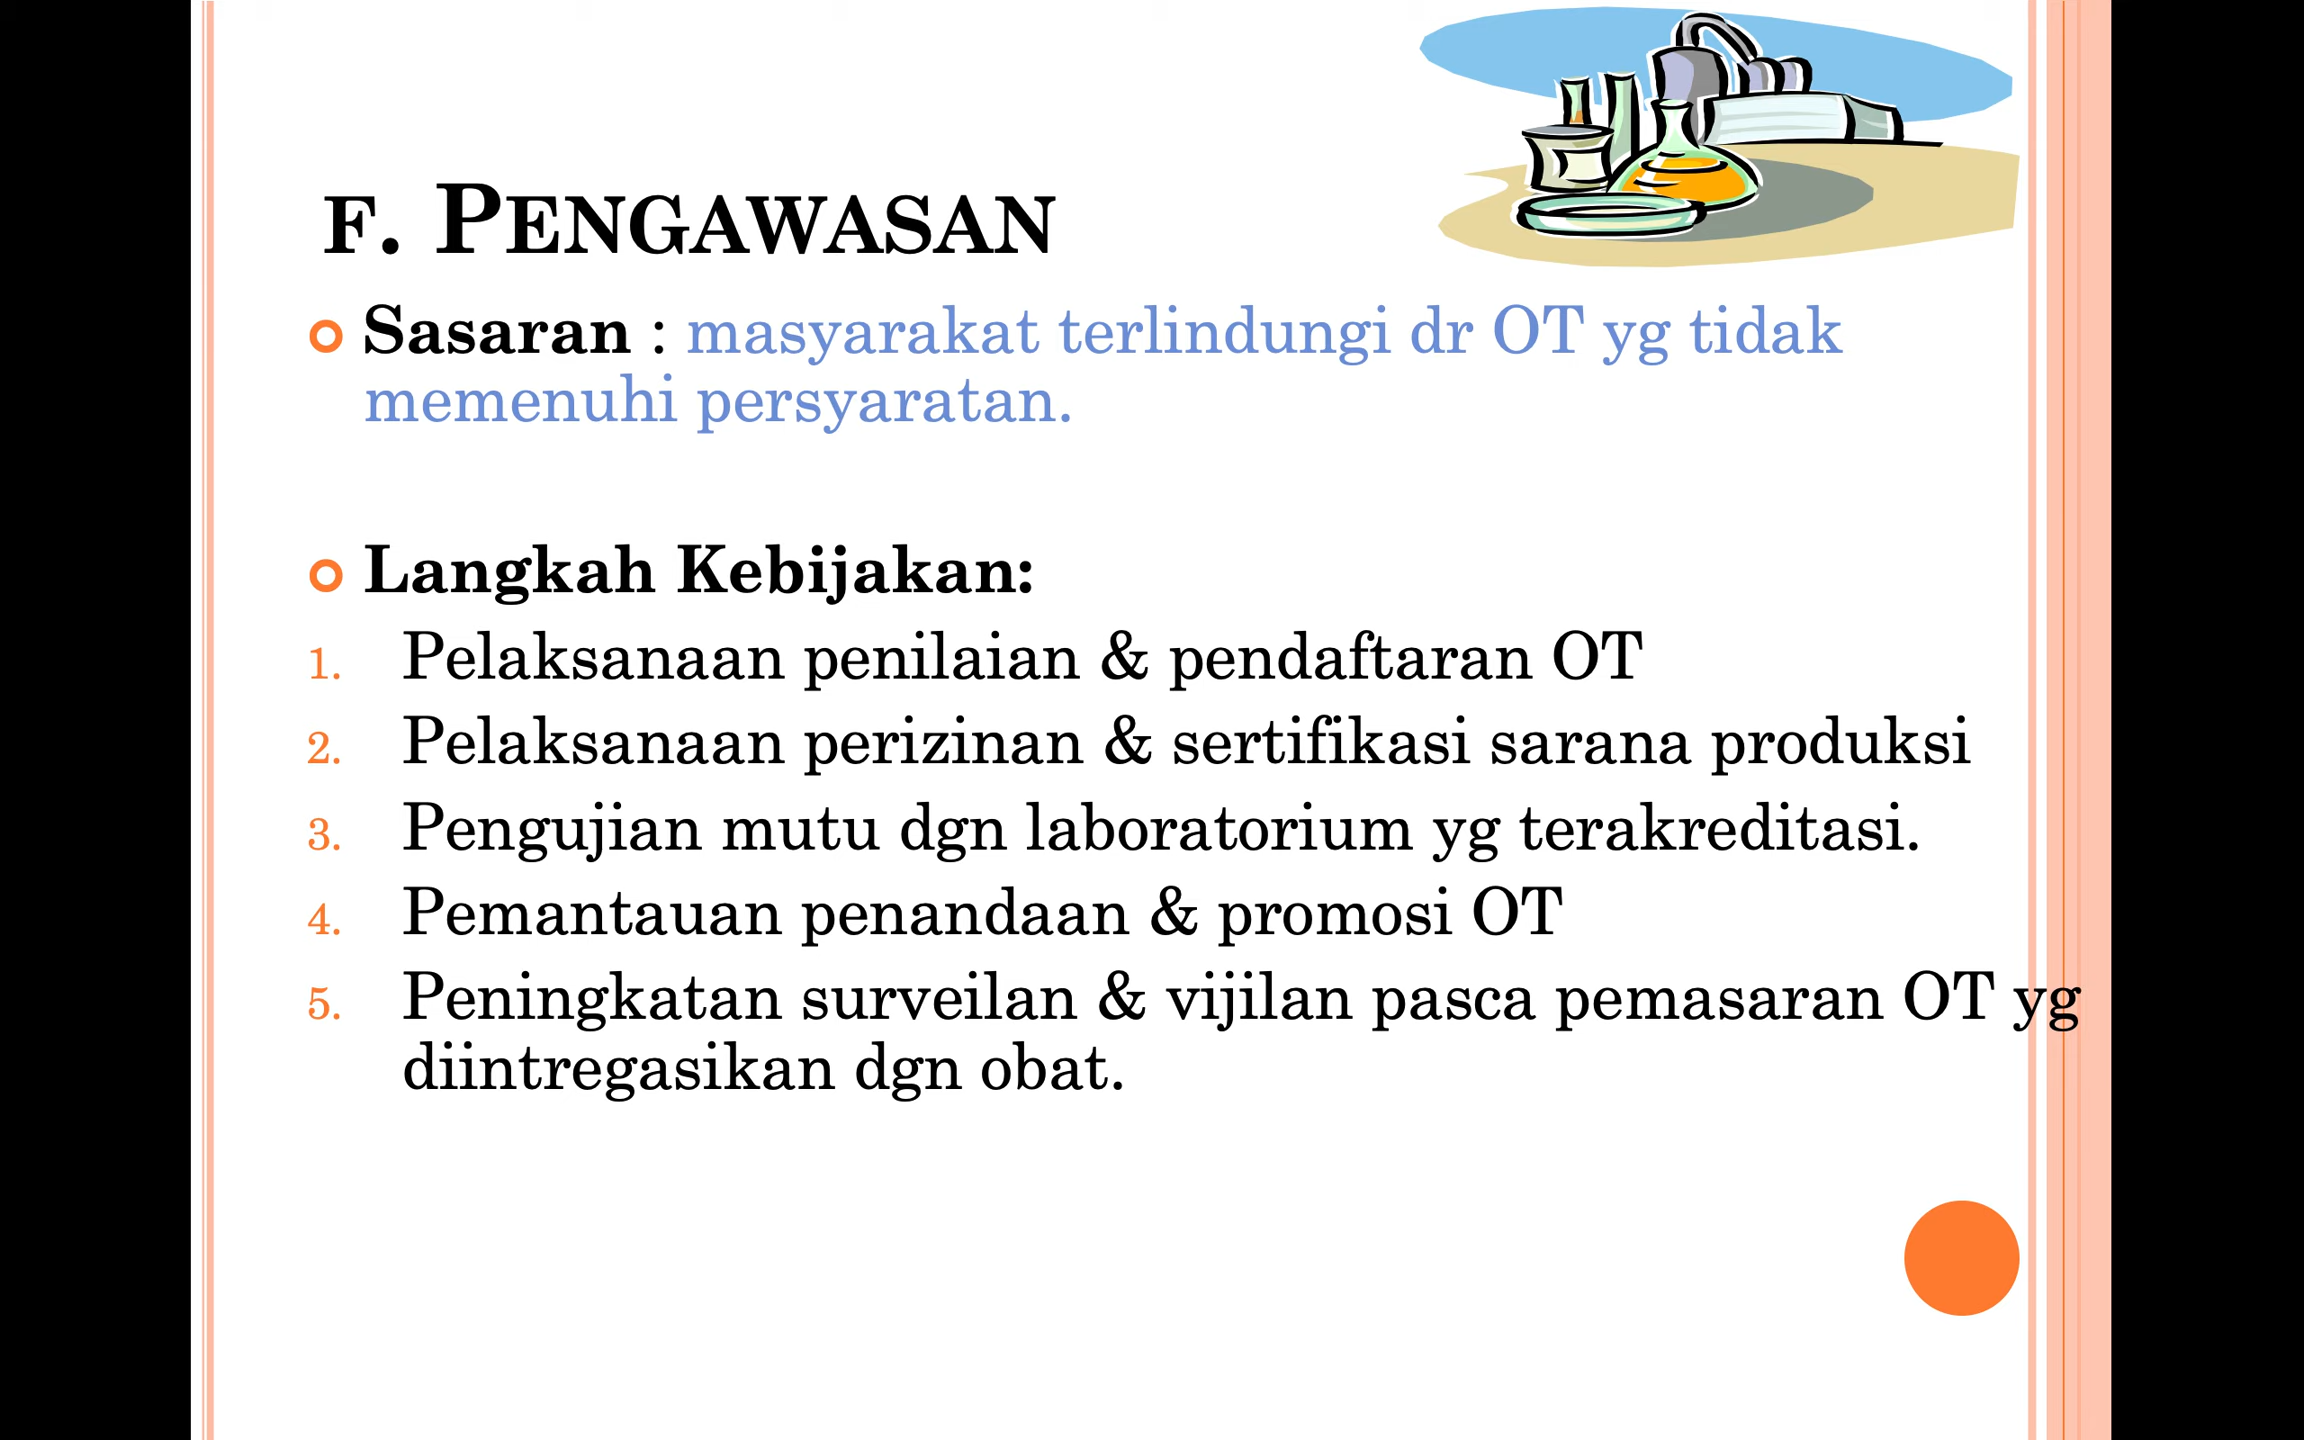 F. PENGAWASAN
Sasaran : masyarakat terlindungi dr OT yg tidak
memenuhi persyaratan.
Langkah Kebijakan:
1. Pelaksanaan penilaian & pendaftaran OT
2. Pelaksanaan perizinan & sertifikasi sarana produksi
3. Pengujian mutu dgn laboratorium yg terakreditasi.
4. Pemantauan penandaan & promosi OT
5. Peningkatan surveilan & vijilan pasca pemasaran OT yg
diintregasikan dgn obat.